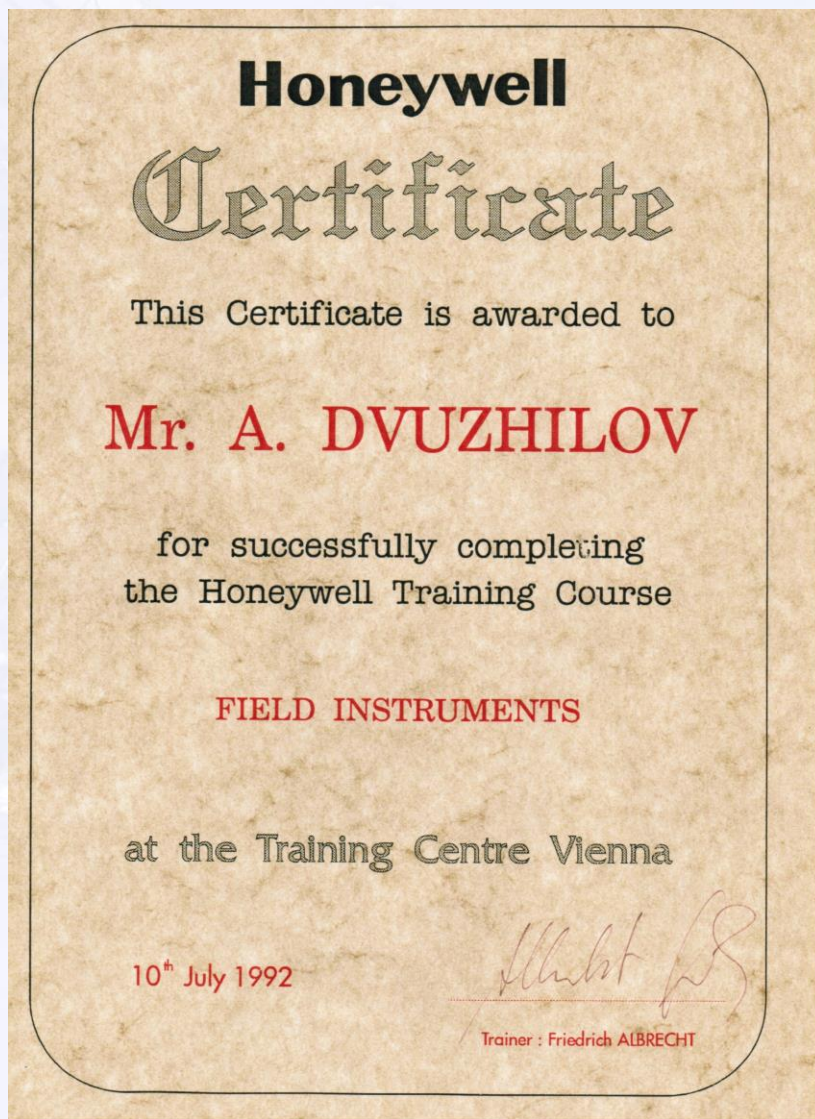 Honeywell
Certificate
This Certificate is awarded to
Mr. A. DVUZHILOV
for successfully completing
the Honeywell Training Course
FIELD INSTRUMENTS
at the Training Centre Vienna
10th July 1992
Trainer : Friedrich ALBRECHT